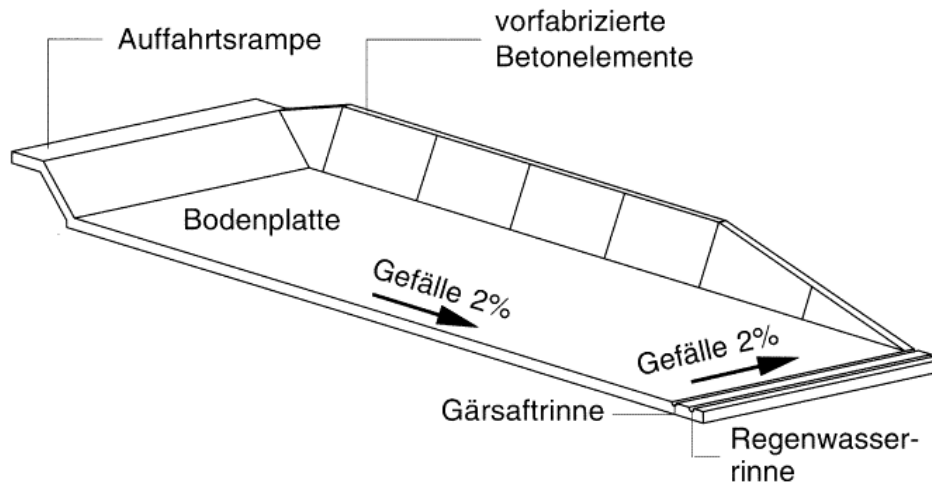 Auffahrtsrampe
vorfabrizierte
Betonelemente
Bodenplatte
Gefälle 2%
Gefälle 2%
Gärsaftrinne
Regenwasser-
rinne